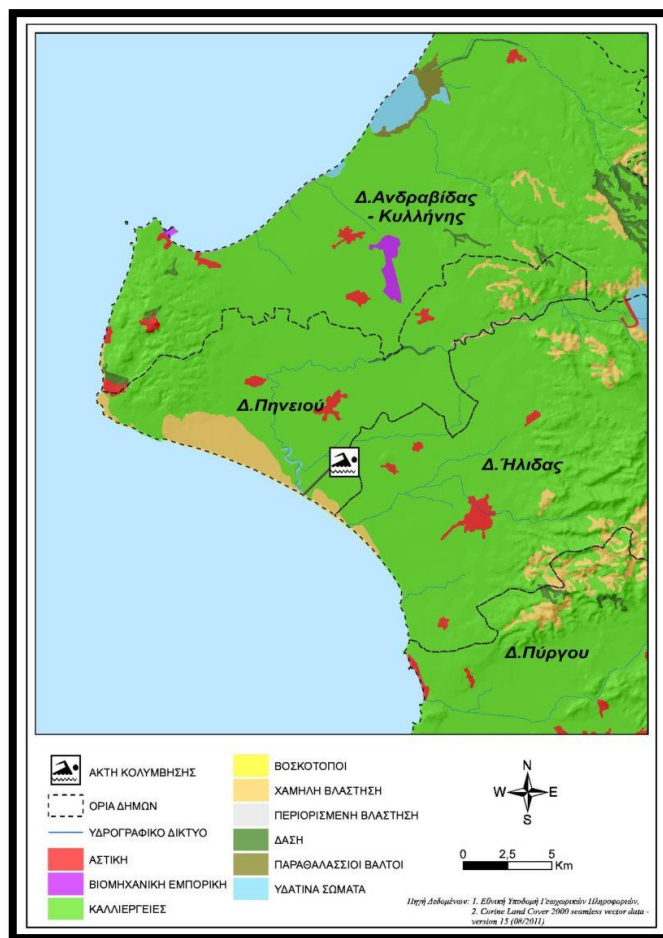 Δ.Ανδραβίδας
- Κυλλήνης
Δ.Πηνειού
Δ.Ήλιδας
Δ.Πύργου
ΑΚΤΗ ΚΟΛΥΜΒΗΣΗΣ
ΟΡΙΑ ΔΗΜΩΝ
ΥΔΡΟΓΡΑΦΙΚΟ ΔΙΚΤΥΟ
ΑΣΤΙΚΗ
ΒΙΟΜΗΧΑΝΙΚΗ ΕΜΠΟΡΙΚΗ
ΚΑΛΛΙΕΡΓΕΙΕΣ
ΒΟΣΚΟΤΟΠΟΙ
ΧΑΜΗΛΗ ΒΛΑΣΤΗΣΗ
ΠΕΡΙΟΡΙΣΜΕΝΗ ΒΛΑΣΤΗΣΗ
ΔΑΣΗ
ΠΑΡΑΘΑΛΑΣΣΙΟΙ ΒΑΛΤΟΙ
ΥΔΑΤΙΝΑ ΣΩΜΑΤΑ
N
W E
S
0 2,5 5
Km
Πηγή Δεδομένων: 1. Εθνική Υποδομή Γεωχωρικών Πληροφοριών,
2. Corine Land Cover 2000 seamless vector data -
version 15 (08/2011)